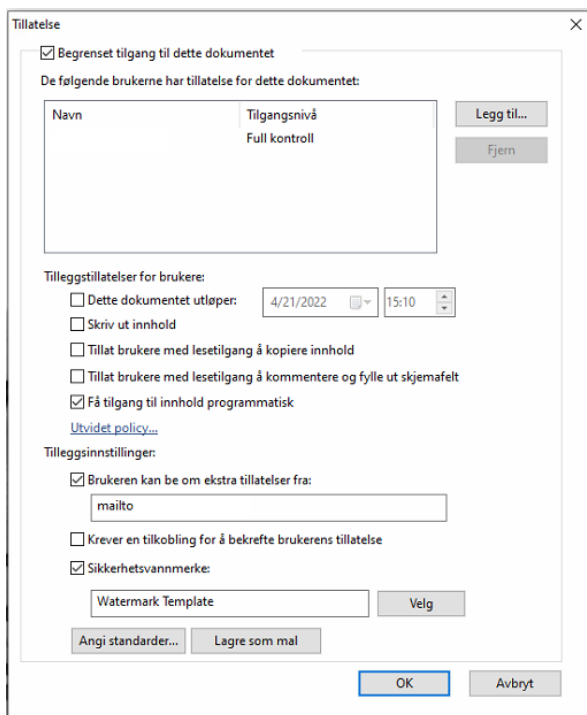 Tillatelse
Begrenset tilgang til dette dokumentet
De følgende brukerne har tillatelse for dette dokumentet:
Navn Tilgangsnivå
Full kontroll
Legg til...
Fjern
Tilleggstillatelser for brukere:
Dette dokumentet utløper: 4/21/2022 15:10
Skriv ut innhold
Tillat brukere med lesetilgang å kopiere innhold
Tillat brukere med lesetilgang å kommentere og fylle ut skjemafelt
Få tilgang til innhold programmatisk
Utvidet policy...
Tilleggsinnstillinger:
Brukeren kan be om ekstra tillatelser fra:
mailto
Krever en tilkobling for å bekrefte brukerens tillatelse
Sikkerhetsvannmerke:
Watermark Template Velg
Angi standarder... Lagre som mal
OK Avbryt